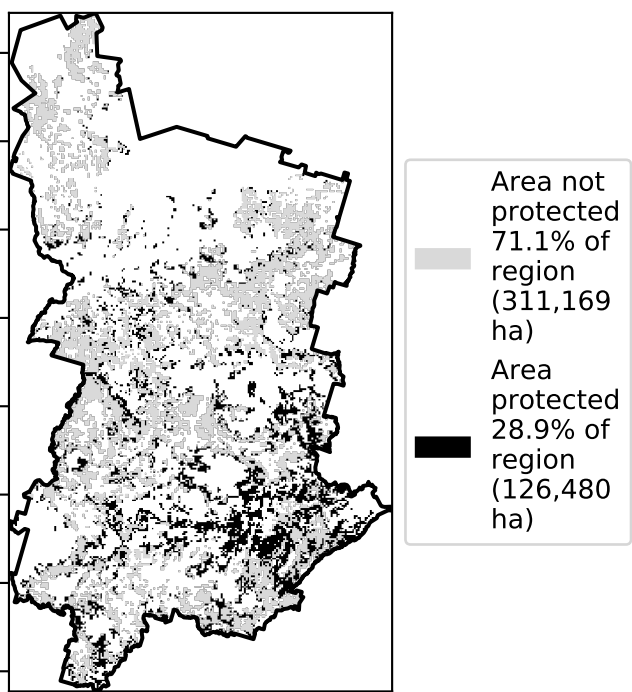 Area not
protected
71.1% of
region
(311,169
ha)
Area
protected
28.9% of
region
(126,480
ha)